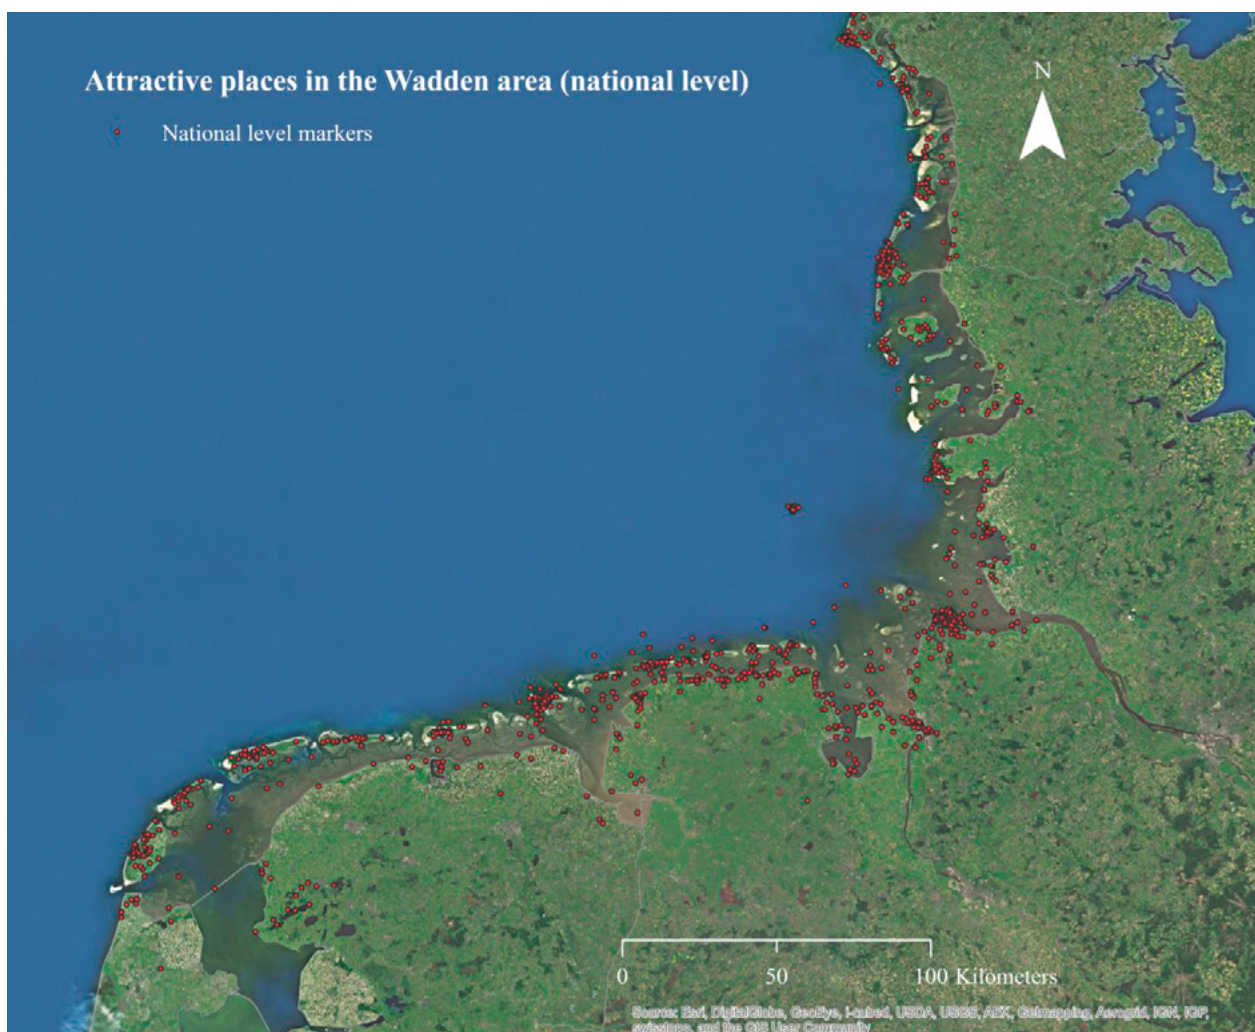 Attractive places in the Wadden area (national level)
National level markers
N
0 50 100 Kilometers
Source: Esri, DigitalGlobe, GeoEye, i-cubed, USDA, USGS, AEX, Getmapping, Aerogrid, IGN, IGP,
swisstopo, and the GIS User Community